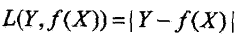 L(Y, f(X)) = | Y − f(X) |